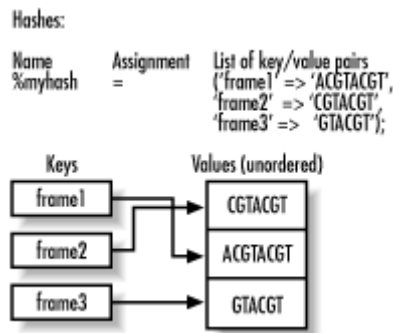 Hashes:
Name Assignment List of key/value pairs
%myhash = ('frame1' => 'ACGTACGT',
'frame2' => 'CGTACGT',
'frame3' => 'GTACGT');
Keys Values (unordered)
frame1 CGTACGT
frame2 ACGTACGT
frame3 GTACGT